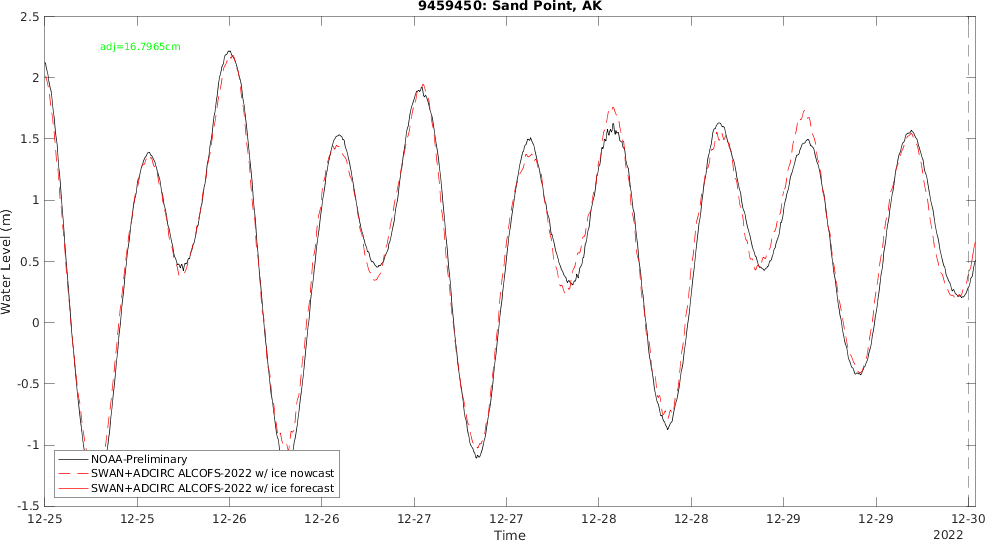 9459450: Sand Point, AK
adj=16.7965cm
2.5
2
1.5
1
0.5
0
-0.5
-1
-1.5
Water Level (m)
NOAA-Preliminary
SWAN+ADCIRC ALCOFS-2022 w/ ice nowcast
SWAN+ADCIRC ALCOFS-2022 w/ ice forecast
12-25 12-25 12-26 12-26 12-27 12-27 12-28 12-28 12-29 12-29 12-30
Time
2022